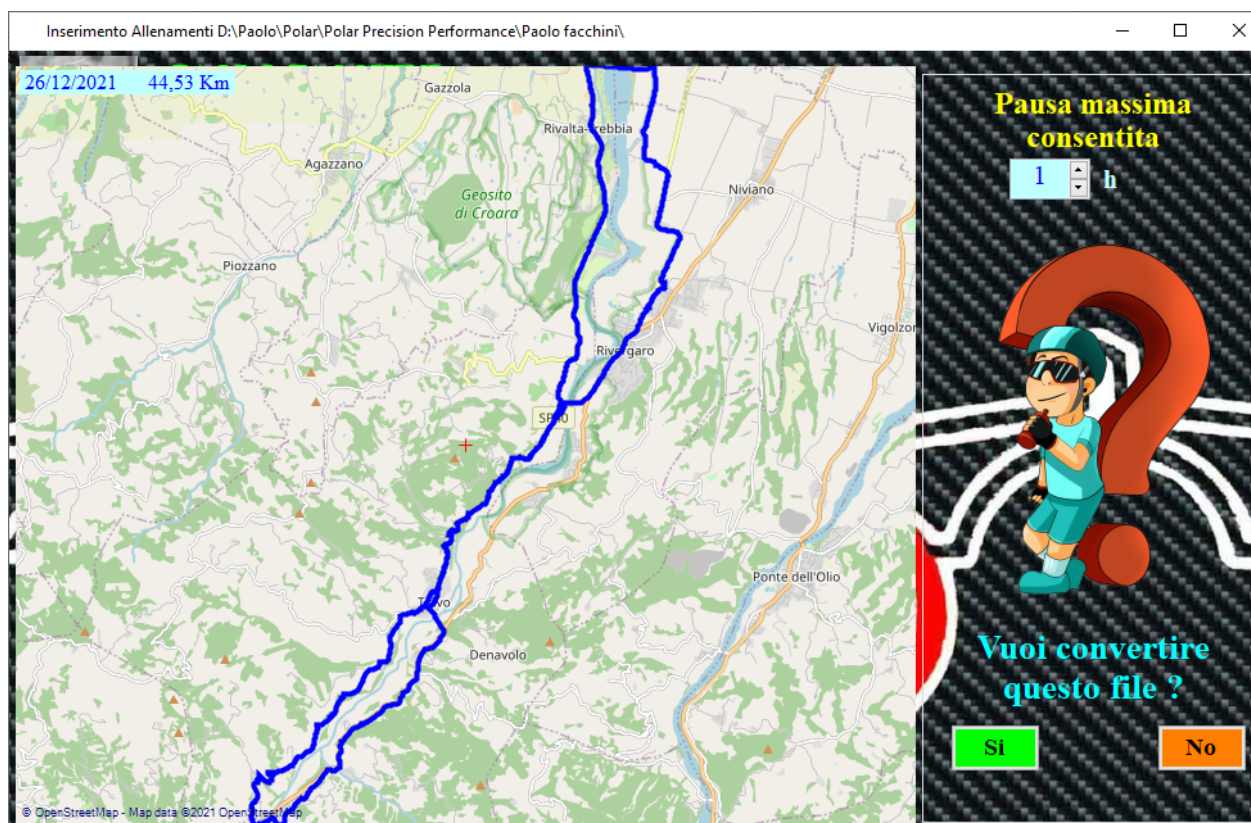 Inserimento Allenamenti D:\Paolo\Polar\Polar Precision Performance\Paolo facchini\
26/12/2021 44,53 Km
Gazzola
Rivalta-Trebbia
Agazzano
Niviano
Geosito
di Croara
Piozzano
Vigolzon
Rivergaro
Ponte dell'Olio
Travo
Denavolo
© OpenStreetMap - Map data ©2021 OpenStreetMap
Pausa massima
consentita
1 h
Vuoi convertire
questo file ?
Si
No